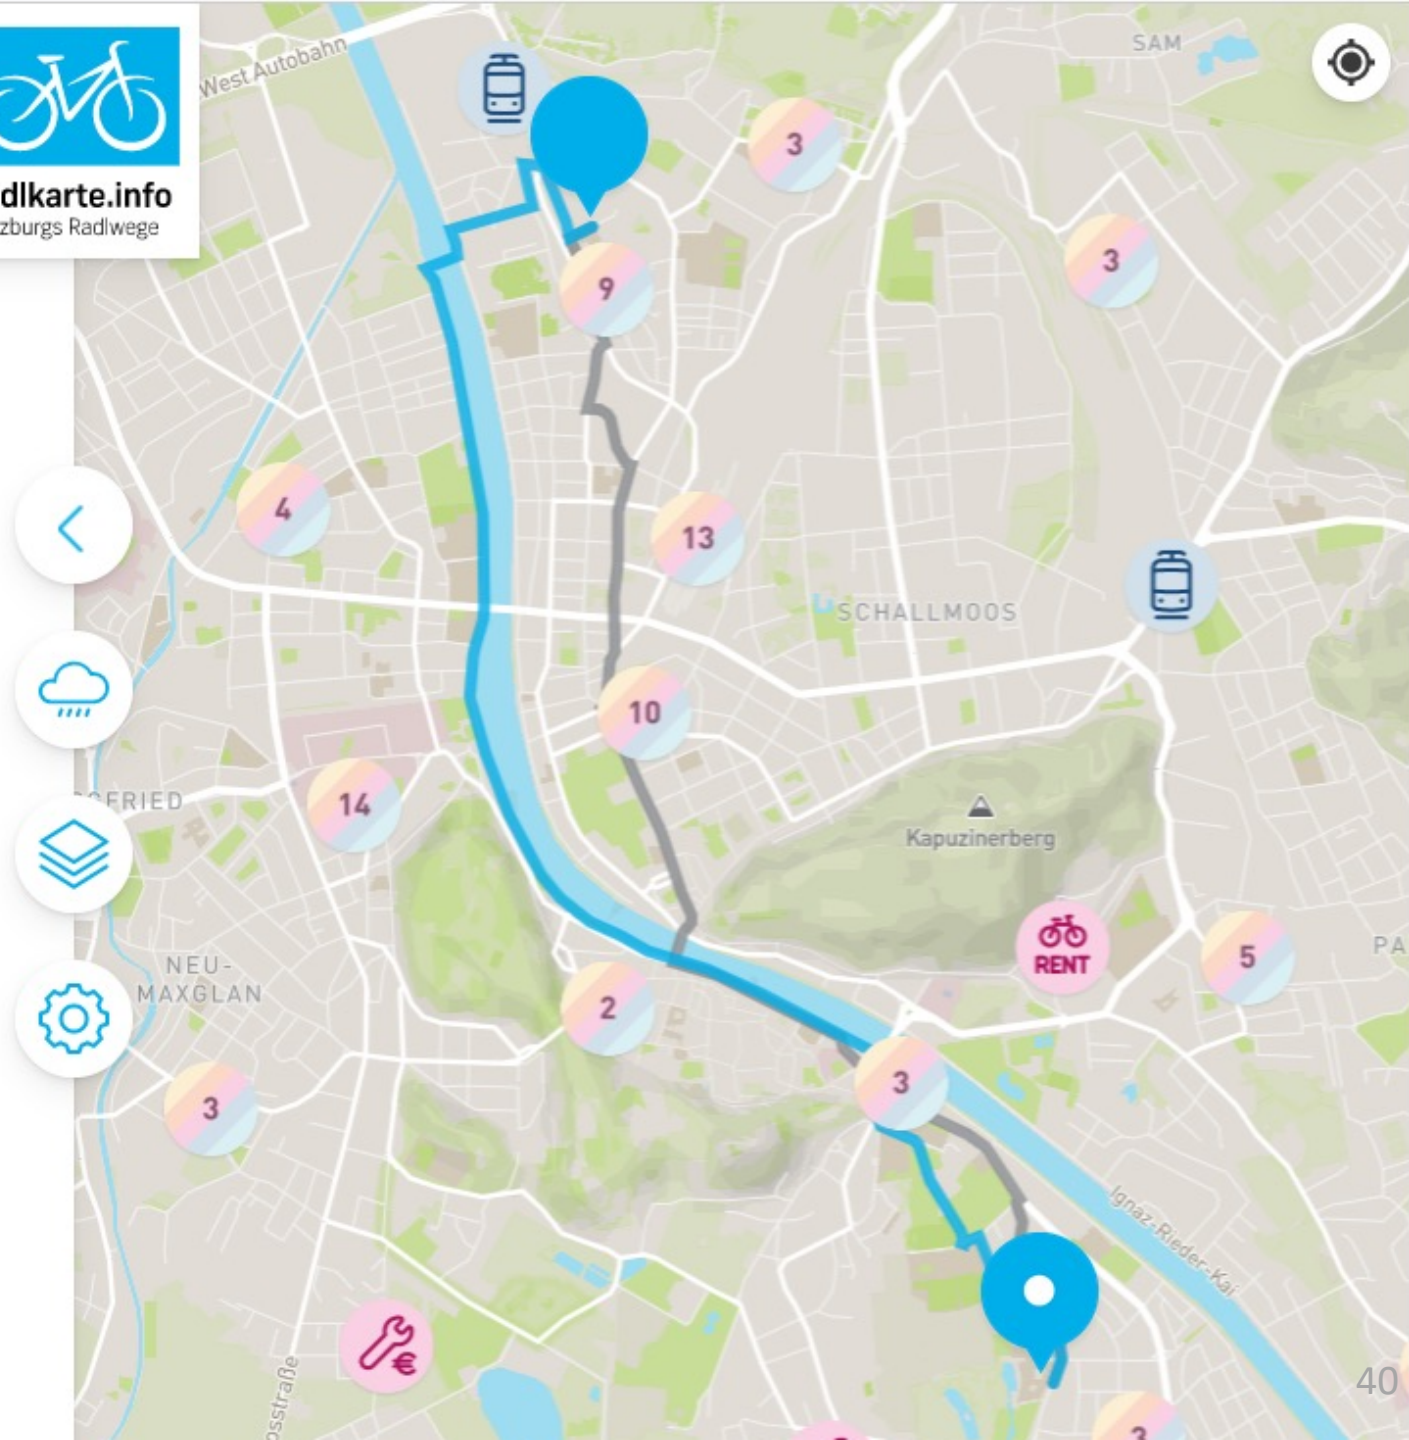 West Autobahn
SAM
dlkarte.info
zburgs Radlwege
3
3
9
4
13
SCHALLMOOS
10
14
FRIED
Kapuzinerberg
RENT
5
PA
NEU-
MAXGLAN
2
3
3
Ignaz-Rieder-Kai
€
osstraße
40